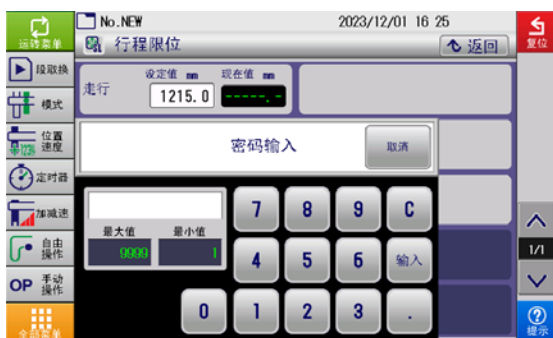 No.NEW 2023/12/01 16 25
运转菜单 行程限位 返回 复位
段取换
设定值 mm 现在值 mm
走行 1215.0 -----.-
模式
位置
速度
密码输入 取消
定时器
加减速
7 8 9 C
最大值 最小值
9999 1
自由
操作
4 5 6 输入
1/1
OP 手动
操作
0 1 2 3 .
全部菜单
提示